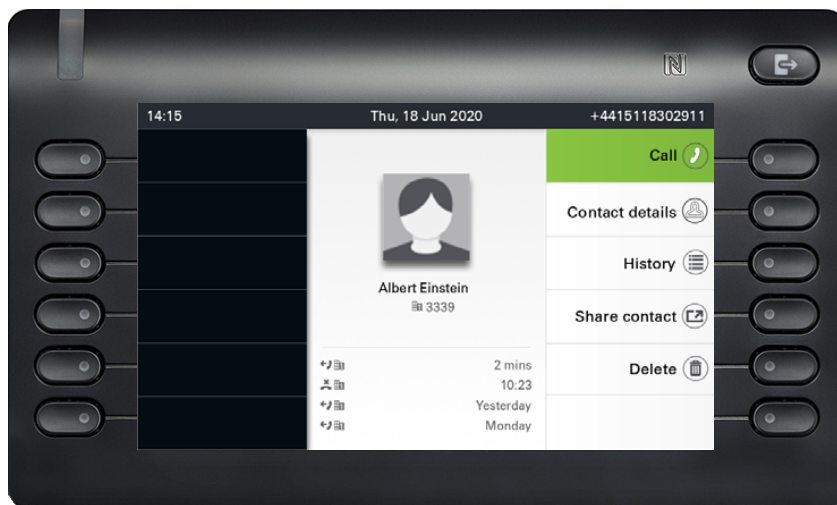 14:15 Thu, 18 Jun 2020 +4415118302911
Call
Contact details
History
Share contact
Delete
Albert Einstein
3339
2 mins
10:23
Yesterday
Monday